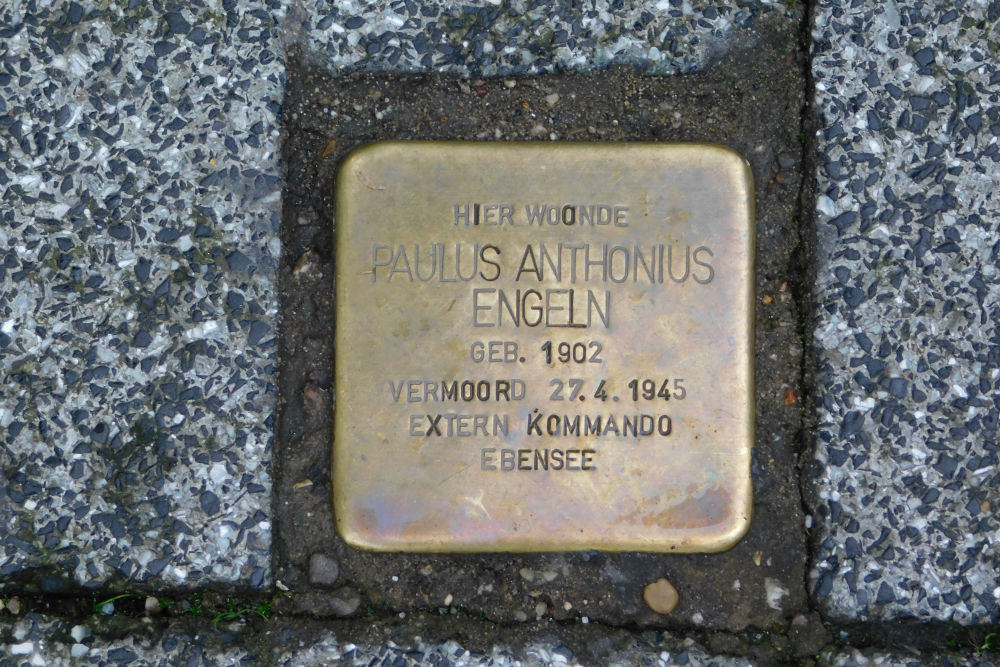 HIER WOONDE
PAULUS ANTHONIUS
ENGELN
GEB. 1902
VERMOORD 27.4.1945
EXTERN KOMMANDO
EBENSEE